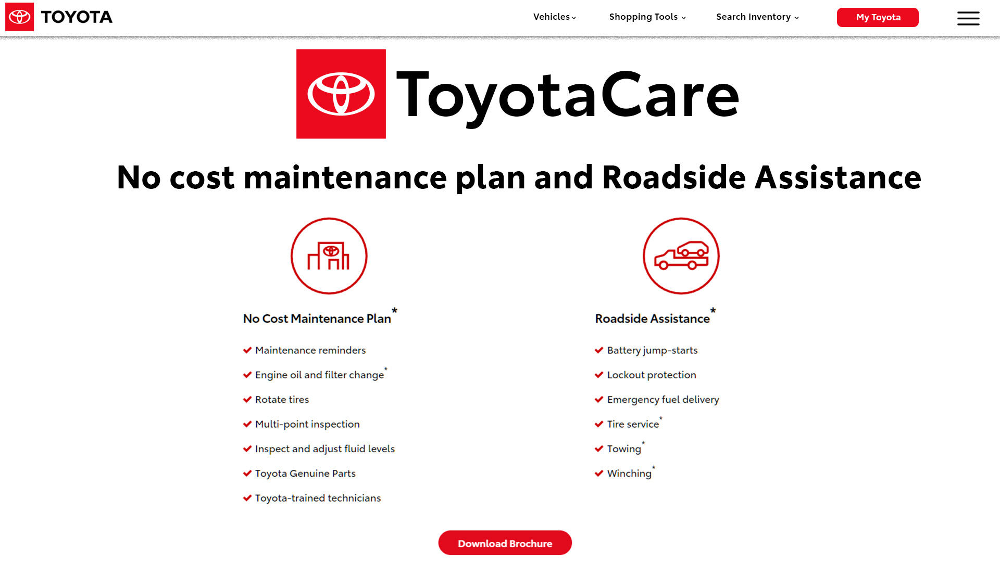 TOYOTA
Vehicles
Shopping Tools
Search Inventory
My Toyota
ToyotaCare
No cost maintenance plan and Roadside Assistance
No Cost Maintenance Plan*
Maintenance reminders
Engine oil and filter change*
Rotate tires
Multi-point inspection
Inspect and adjust fluid levels
Toyota Genuine Parts
Toyota-trained technicians
Roadside Assistance*
Battery jump-starts
Lockout protection
Emergency fuel delivery
Tire service*
Towing*
Winching*
Download Brochure